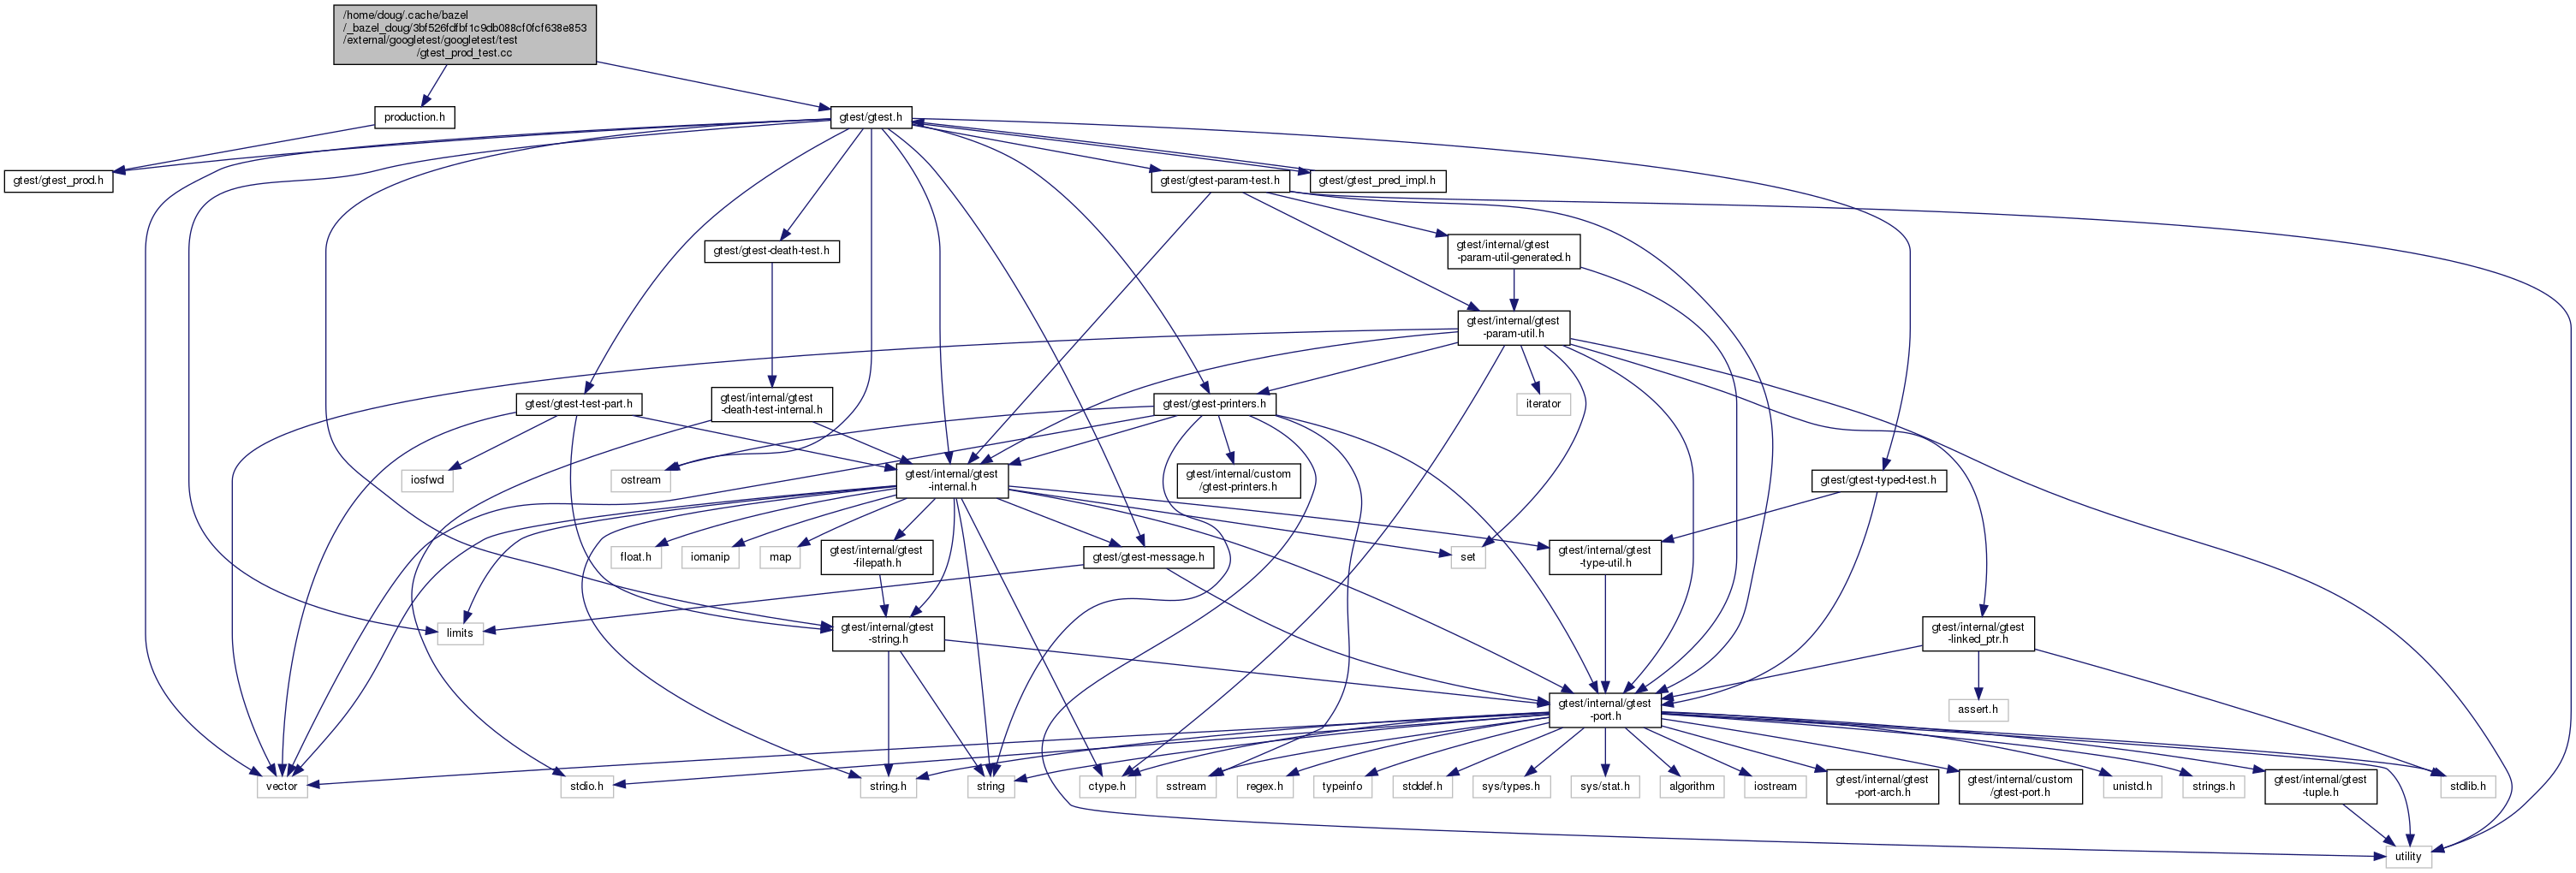 /home/doug/.cache/bazel
/_bazel_doug/3bf526fdfbf1c9db088cf0fcf638e853
/external/googletest/googletest/test
/gtest_prod_test.cc
production.h
gtest/gtest.h
gtest/gtest_prod.h
gtest/gtest-param-test.h
gtest/gtest_pred_impl.h
gtest/gtest-death-test.h
gtest/internal/gtest
-param-util-generated.h
gtest/internal/gtest
-param-util.h
gtest/gtest-test-part.h
gtest/internal/gtest
-death-test-internal.h
gtest/gtest-printers.h
iterator
iosfwd
ostream
gtest/internal/gtest
-internal.h
gtest/internal/custom
/gtest-printers.h
gtest/gtest-typed-test.h
float.h
iomanip
map
gtest/internal/gtest
-filepath.h
gtest/gtest-message.h
set
gtest/internal/gtest
-type-util.h
limits
gtest/internal/gtest
-string.h
gtest/internal/gtest
-linked_ptr.h
gtest/internal/gtest
-port.h
assert.h
vector
stdio.h
string.h
string
ctype.h
sstream
regex.h
typeinfo
stddef.h
sys/types.h
sys/stat.h
algorithm
iostream
gtest/internal/gtest
-port-arch.h
gtest/internal/custom
/gtest-port.h
unistd.h
strings.h
gtest/internal/gtest
-tuple.h
stdlib.h
utility